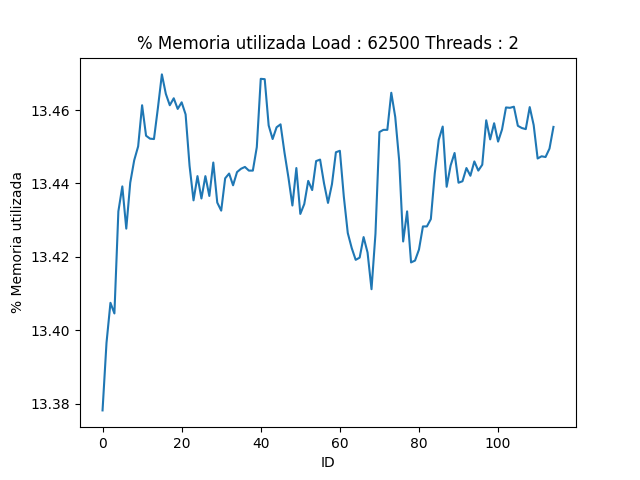 % Memoria utilizada Load : 62500 Threads : 2
% Memoria utilizada
13.46
13.44
13.42
13.40
13.38
0 20 40 60 80 100
ID